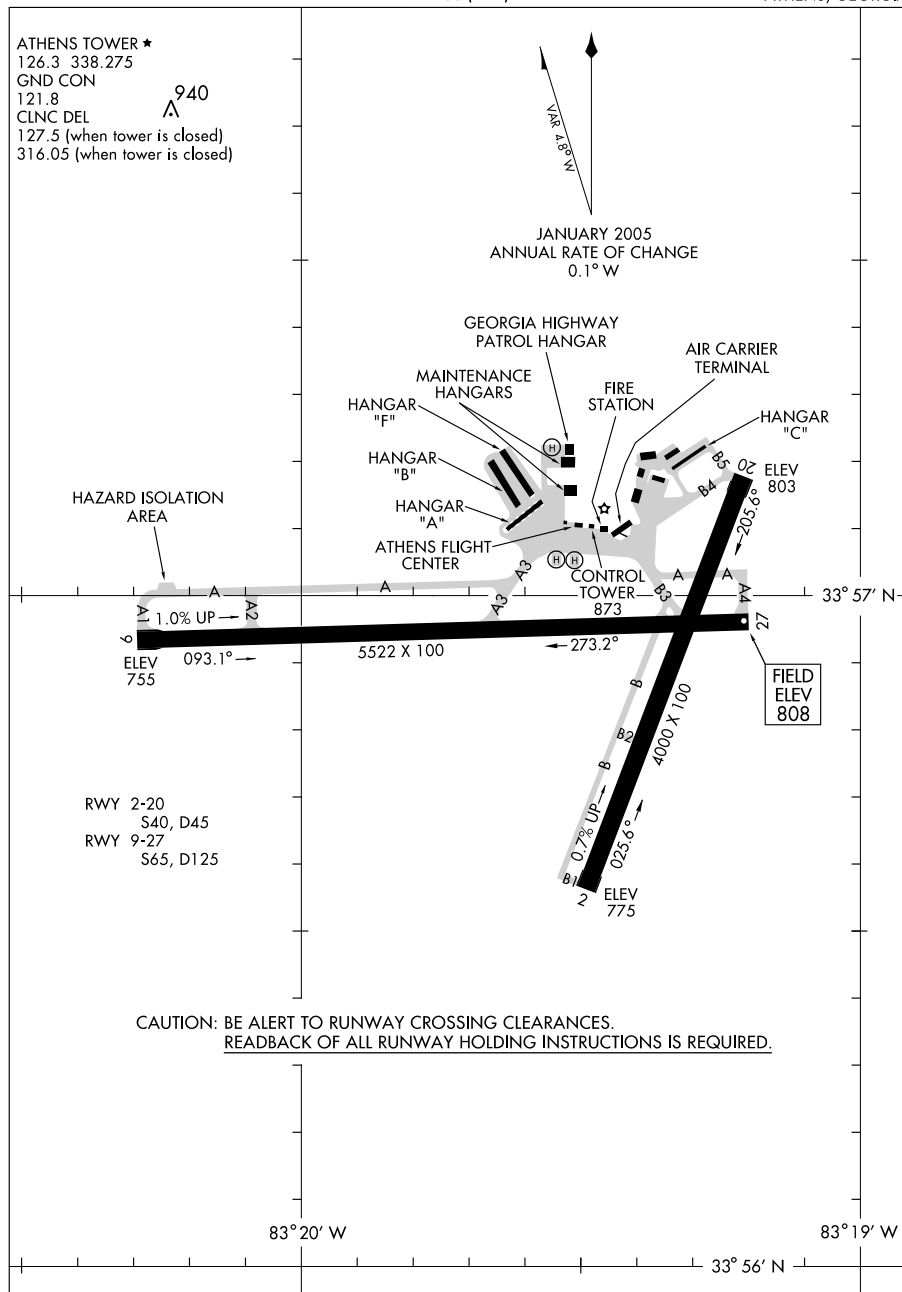 ATHENS TOWER ★
126.3 338.275
GND CON
121.8
CLNC DEL
127.5 (when tower is closed)
316.05 (when tower is closed)
940
VAR 4.8° W
JANUARY 2005
ANNUAL RATE OF CHANGE
0.1° W
GEORGIA HIGHWAY
PATROL HANGAR
AIR CARRIER
TERMINAL
MAINTENANCE
HANGARS
FIRE
STATION
HANGAR
"F"
HANGAR
"C"
HANGAR
"B"
HANGAR
"A"
H
B5
B4
20
ELEV
803
205.6°
HAZARD ISOLATION
AREA
ATHENS FLIGHT
CENTER
H
H
CONTROL
TOWER
873
A
A
A3
A3
B3
A
A
A4
33°57' N
A1
1.0% UP
A2
9
ELEV
755
093.1°
5522 X 100
273.2°
27
FIELD
ELEV
808
B
B2
B
4000 X 100
0.7% UP
025.6°
B1
2
ELEV
775
RWY 2-20
S40, D45
RWY 9-27
S65, D125
CAUTION: BE ALERT TO RUNWAY CROSSING CLEARANCES.
READBACK OF ALL RUNWAY HOLDING INSTRUCTIONS IS REQUIRED.
83°20' W
83°19' W
33°56' N